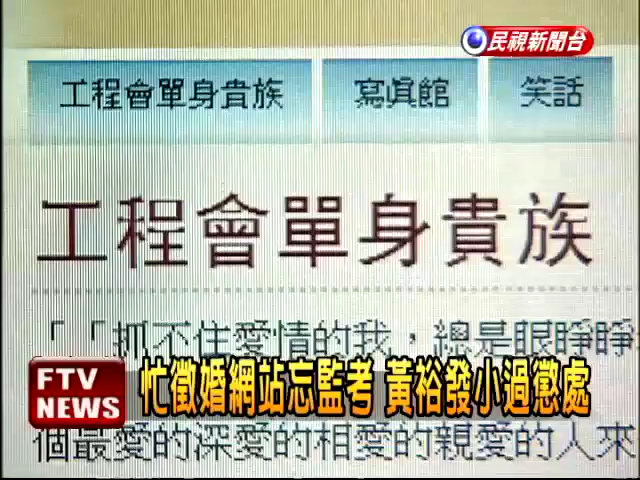 民視新聞台
工程會單身貴族 寫真館 笑話
工程會單身貴族
「「抓不住愛情的我，總是眼睜睜
FTV NEWS
忙徵婚網站忘監考 黃裕發小過懲處
個最愛的深愛的相愛的親愛的人來